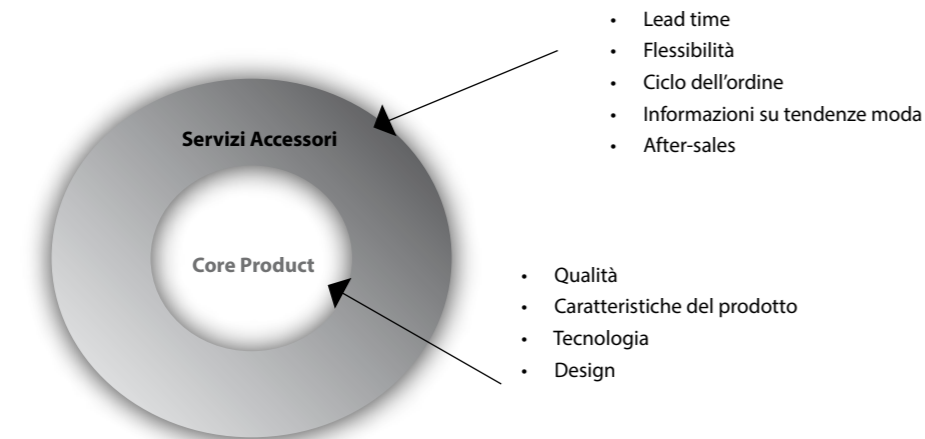 • Lead time
• Flessibilità
• Ciclo dell'ordine
• Informazioni su tendenze moda
• After-sales
Servizi Accessori
Core Product
• Qualità
• Caratteristiche del prodotto
• Tecnologia
• Design